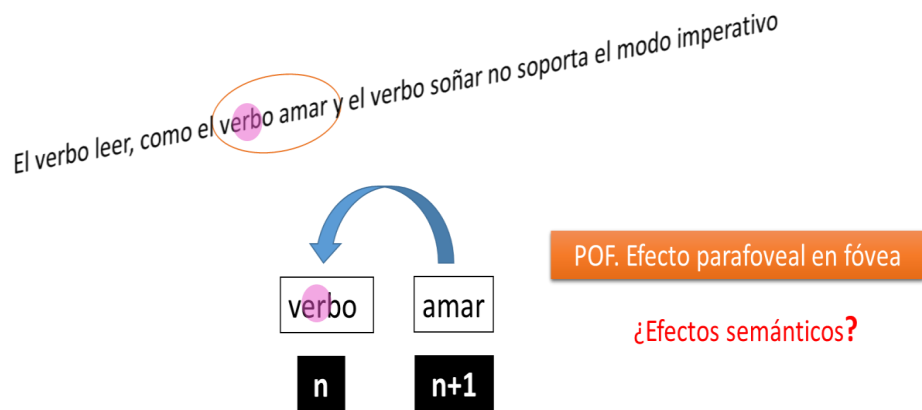 El verbo leer, como el verbo amar y el verbo soñar no soporta el modo imperativo
POF. Efecto parafoveal en fóvea
verbo amar
¿Efectos semánticos?
n n+1